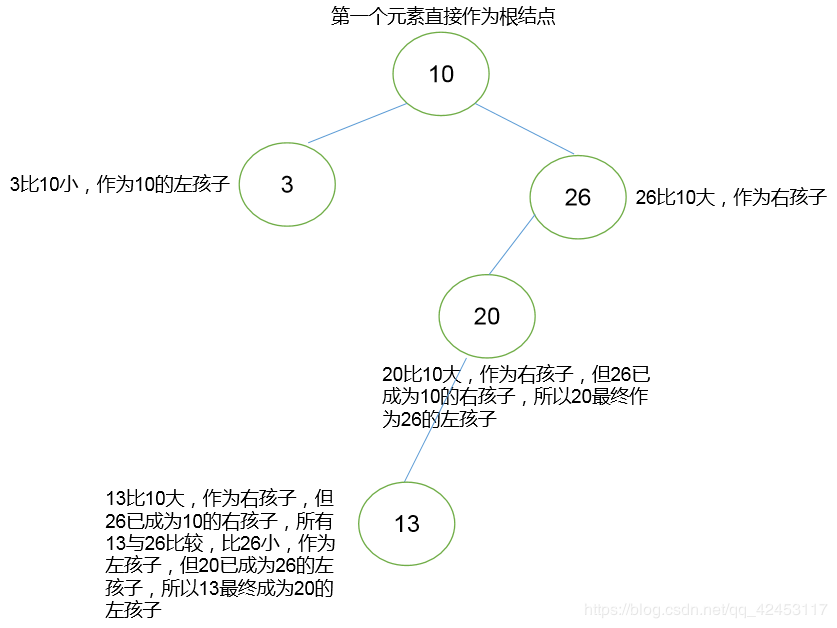 第一个元素直接作为根结点
10
3比10小，作为10的左孩子
3
26
26比10大，作为右孩子
20
20比10大，作为右孩子，但26已
成为10的右孩子，所以20最终作
为26的左孩子
13比10大，作为右孩子，但
26已成为10的右孩子，所有
13与26比较，比26小，作为
左孩子，但20已成为26的左
孩子，所以13最终成为20的
左孩子
13
https://blog.csdn.net/qq_42453117